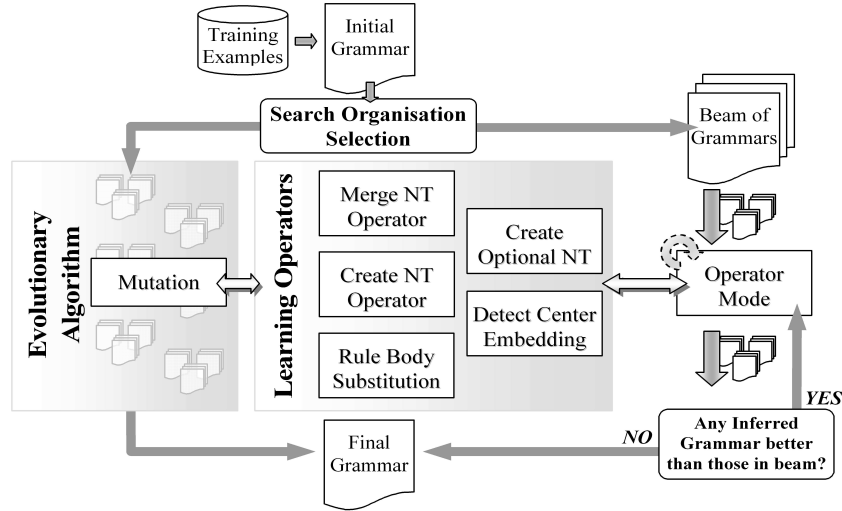 Training
Examples
Initial
Grammar
Search Organisation
Selection
Beam of
Grammars
Evolutionary
Algorithm
Mutation
Learning Operators
Merge NT
Operator
Create NT
Operator
Rule Body
Substitution
Create
Optional NT
Detect Center
Embedding
Operator
Mode
YES
NO
Any Inferred
Grammar better
than those in beam?
Final
Grammar